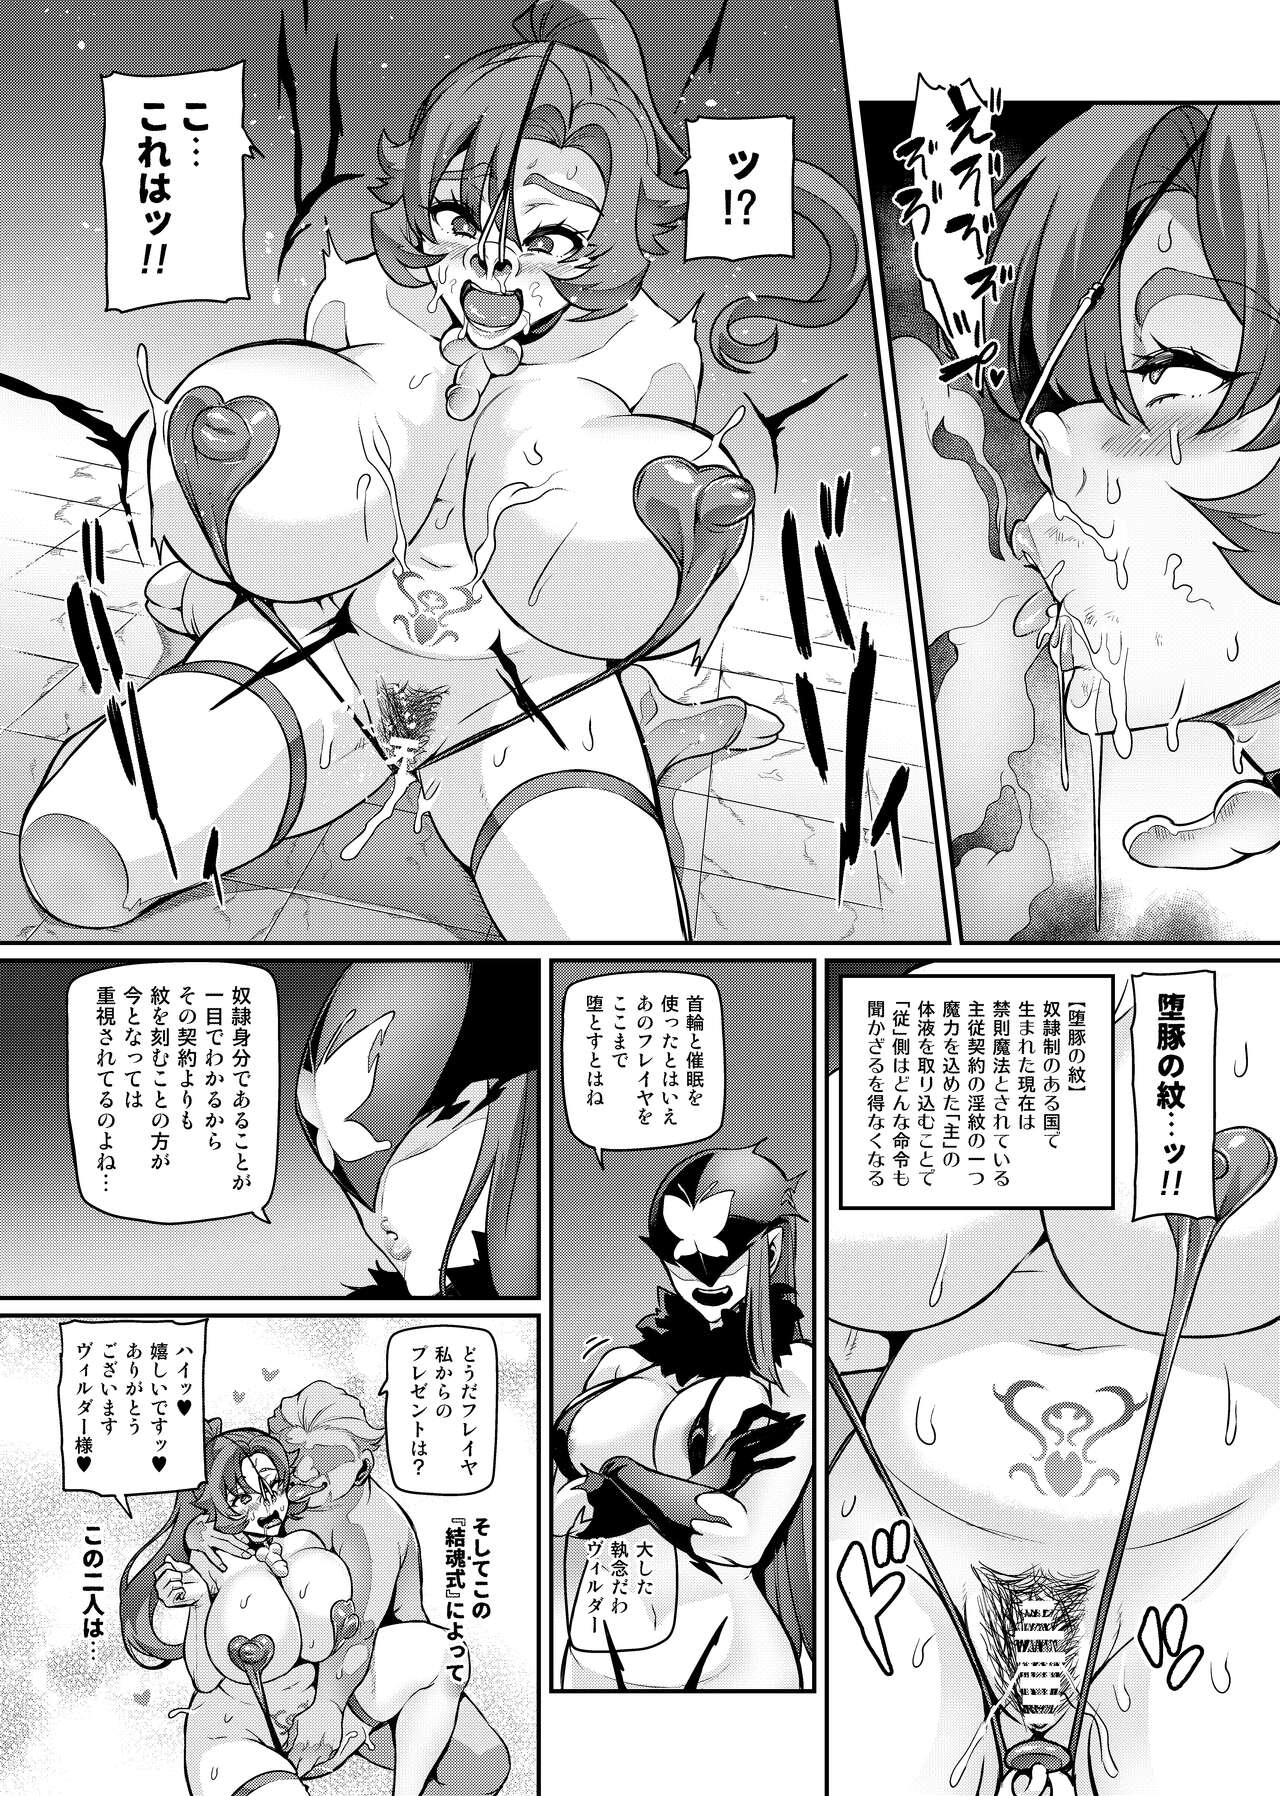 ッ
!?
こ…
これはッ!!
堕豚の紋…ッ!!
【堕豚の紋】
奴隷制のある国で
生まれた現在は
禁則魔法とされている
主従契約の淫紋の一つ
魔力を込めた「主」の
体液を取り込むことで
「従」側はどんな命令も
聞かざるを得なくなる
首輪と催眠を
使ったとはいえ
あのフレイヤを
ここまで
堕とすとはね
大した
執念だわ
ヴィルダー
奴隷身分であることが
一目でわかるから
その契約よりも
紋を刻むことの方が
今となっては
重視されてるのよね…
どうだフレイヤ
私からの
プレゼントは?
ハイッ♥
嬉しいですッ♥
ありがとう
ございます
ヴィルダー様♥
そしてこの
『結魂式』によって
この二人は…